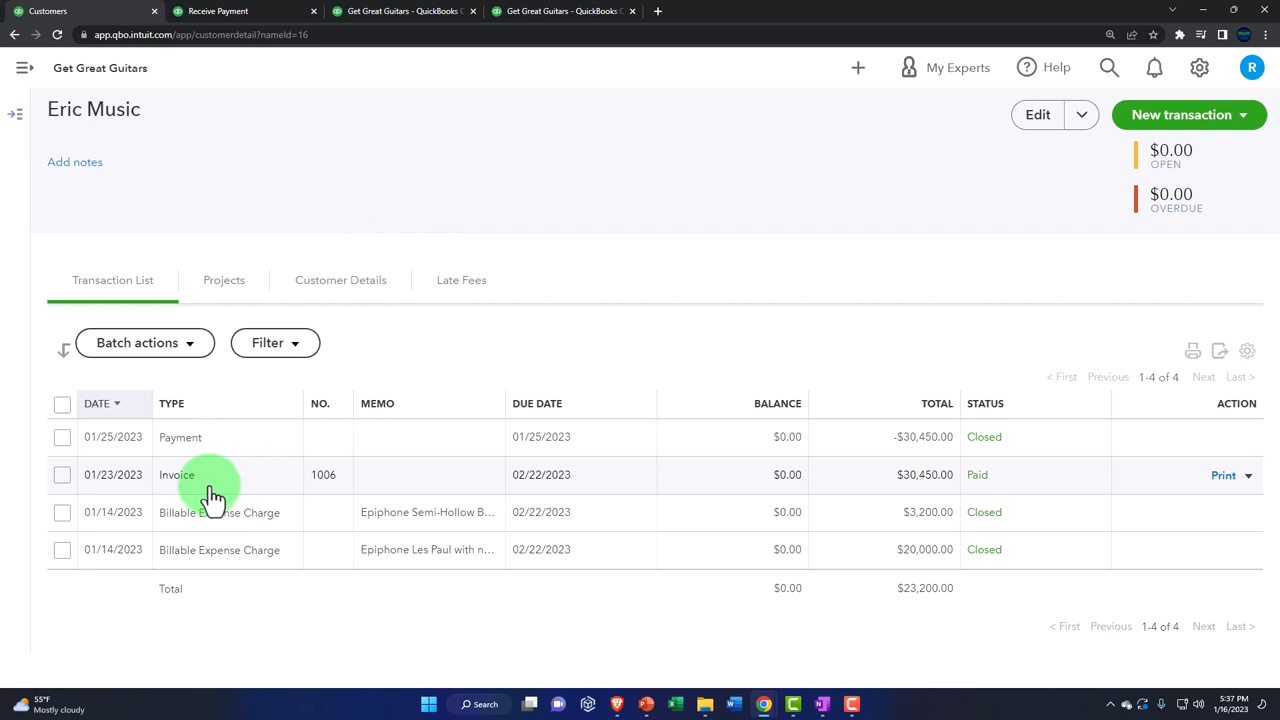 Customers
Receive Payment
Get Great Guitars - QuickBooks C
Get Great Guitars - QuickBooks C
app.qbo.intuit.com/app/customerdetail?nameId=16
Get Great Guitars
My Experts
Help
R
Eric Music
Edit
New transaction
Add notes
$0.00
OPEN
$0.00
OVERDUE
Transaction List
Projects
Customer Details
Late Fees
Batch actions
Filter
< First Previous 1-4 of 4 Next Last >
DATE TYPE NO. MEMO DUE DATE BALANCE TOTAL STATUS ACTION
01/25/2023 Payment 01/25/2023 $0.00 -$30,450.00 Closed
01/23/2023 Invoice 1006 02/22/2023 $0.00 $30,450.00 Paid Print
01/14/2023 Billable Expense Charge Epiphone Semi-Hollow B... 02/22/2023 $0.00 $3,200.00 Closed
01/14/2023 Billable Expense Charge Epiphone Les Paul with n... 02/22/2023 $0.00 $20,000.00 Closed
Total $0.00 $23,200.00
< First Previous 1-4 of 4 Next Last >
55°F
Mostly cloudy
Search
5:37 PM
1/16/2023